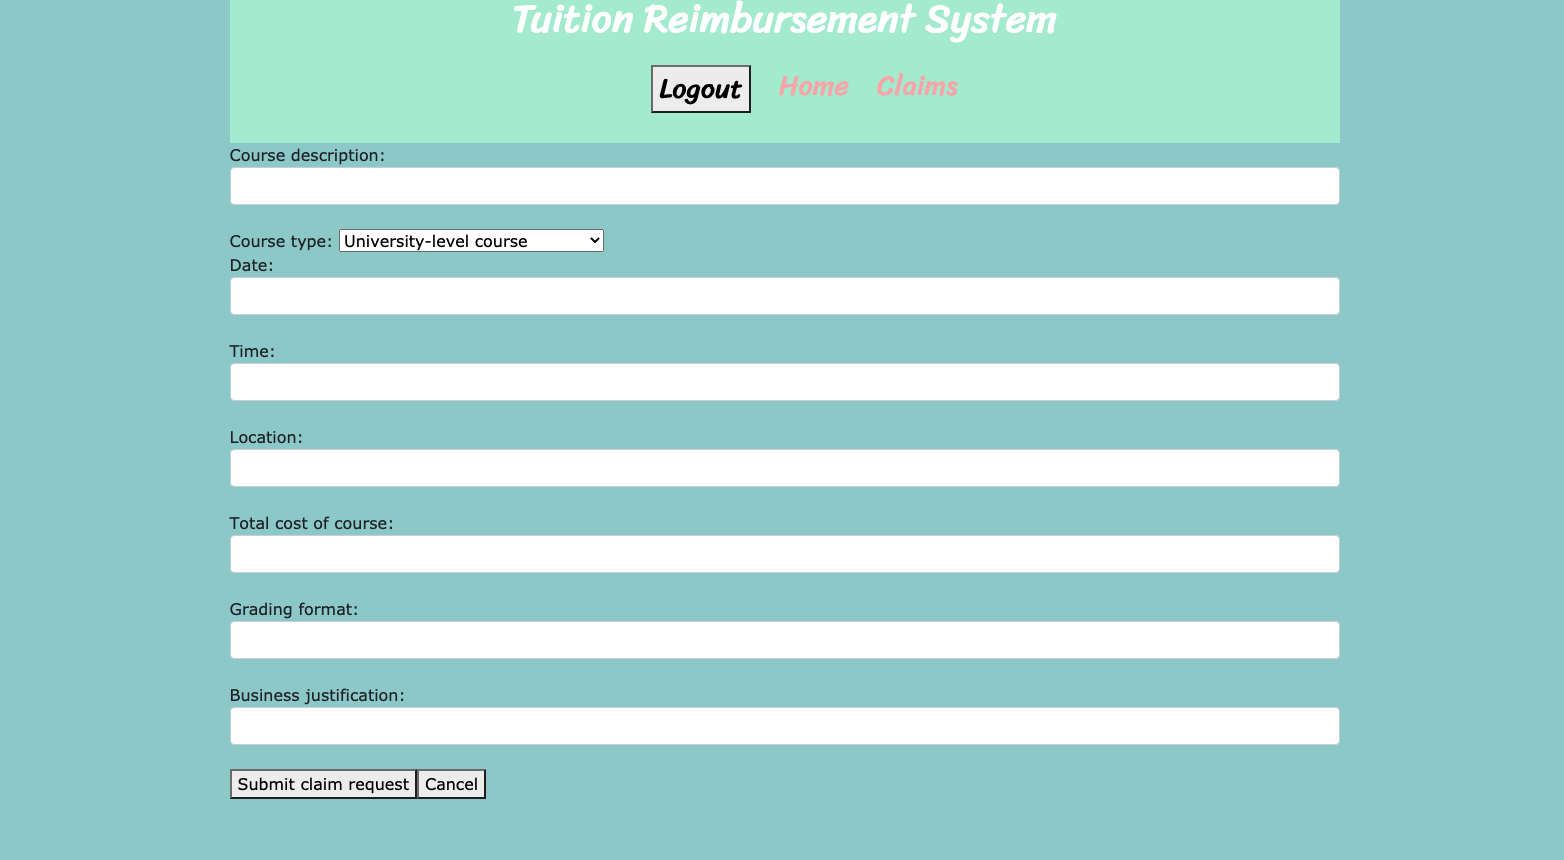 Tuition Reimbursement System
Logout Home Claims
Course description:
Course type: University-level course
Date:
Time:
Location:
Total cost of course:
Grading format:
Business justification:
Submit claim request Cancel